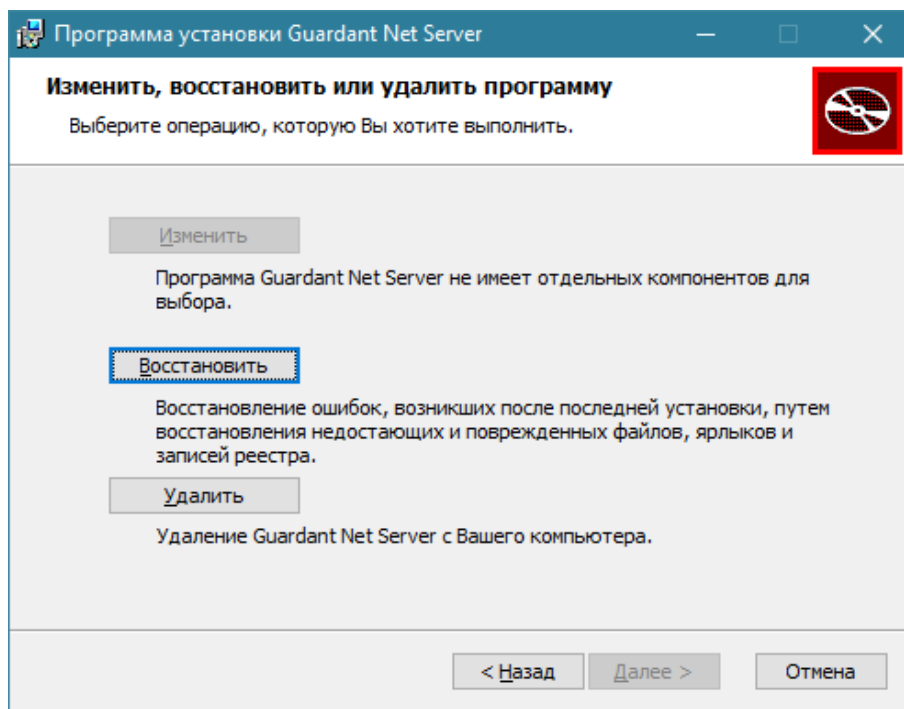 Программа установки Guardant Net Server
Изменить, восстановить или удалить программу
Выберите операцию, которую Вы хотите выполнить.
Изменить
Программа Guardant Net Server не имеет отдельных компонентов для
выбора.
Восстановить
Восстановление ошибок, возникших после последней установки, путем
восстановления недостающих и поврежденных файлов, ярлыков и
записей реестра.
Удалить
Удаление Guardant Net Server с Вашего компьютера.
< Назад Далее > Отмена